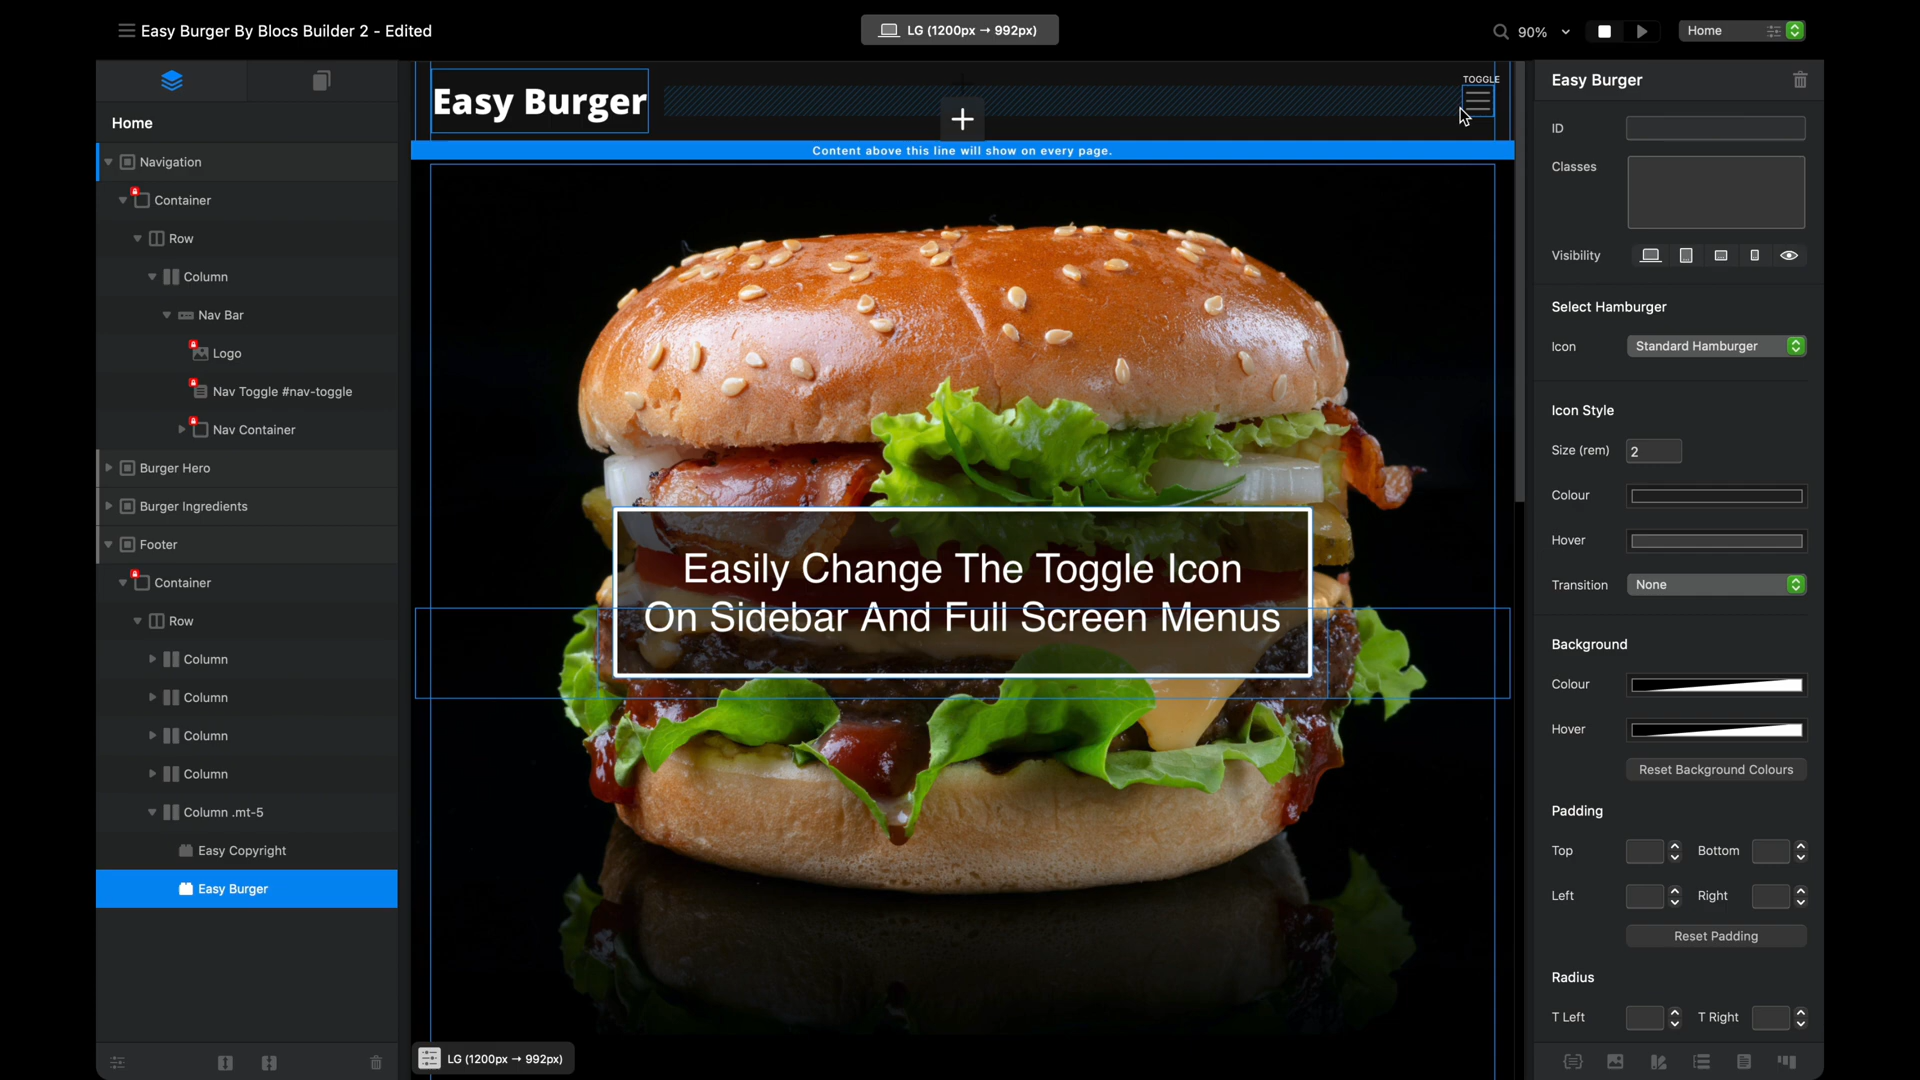 Easy Burger By Blocs Builder 2 - Edited
LG (1200px → 992px)
90%
Home
Home
Navigation
Container
Row
Column
Nav Bar
Logo
Nav Toggle #nav-toggle
Nav Container
Burger Hero
Burger Ingredients
Footer
Container
Row
Column
Column
Column
Column
Column .mt-5
Easy Copyright
Easy Burger
Easy Burger
TOGGLE
Content above this line will show on every page.
Easily Change The Toggle Icon
On Sidebar And Full Screen Menus
LG (1200px → 992px)
Easy Burger
ID
Classes
Visibility
Select Hamburger
Icon Standard Hamburger
Icon Style
Size (rem) 2
Colour
Hover
Transition None
Background
Colour
Hover
Reset Background Colours
Padding
Top Bottom
Left Right
Reset Padding
Radius
T Left T Right